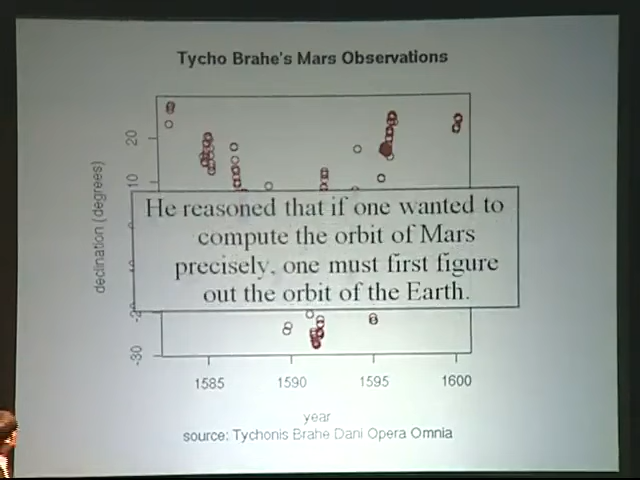 Tycho Brahe's Mars Observations
20
10
declination (degrees)
He reasoned that if one wanted to
compute the orbit of Mars
precisely, one must first figure
out the orbit of the Earth.
-30
1585 1590 1595 1600
year
source: Tychonis Brahe Dani Opera Omnia